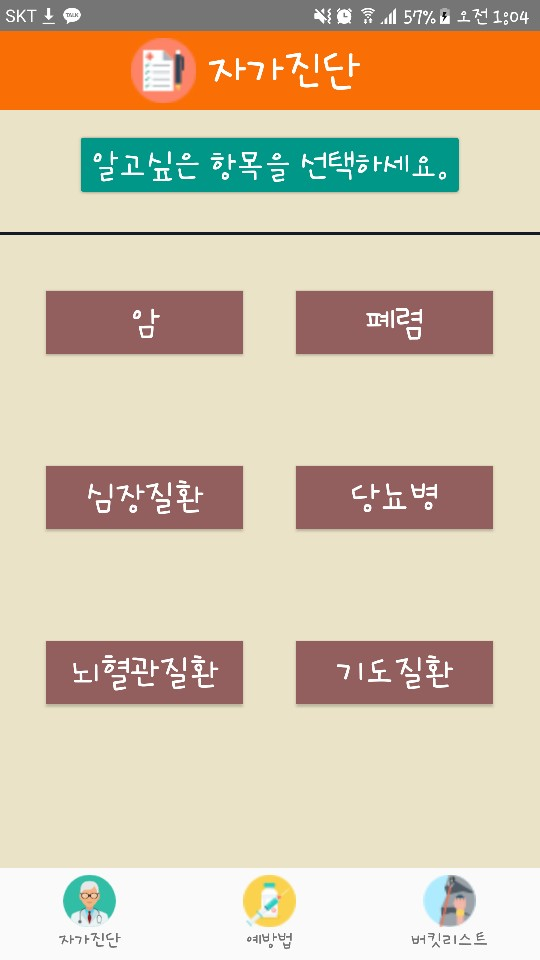 SKT TALK 57% 오전 1:04
자가진단
알고싶은 항목을 선택하세요.
암 폐렴
심장질환 당뇨병
뇌혈관질환 기도질환
자가진단 예방법 버킷리스트